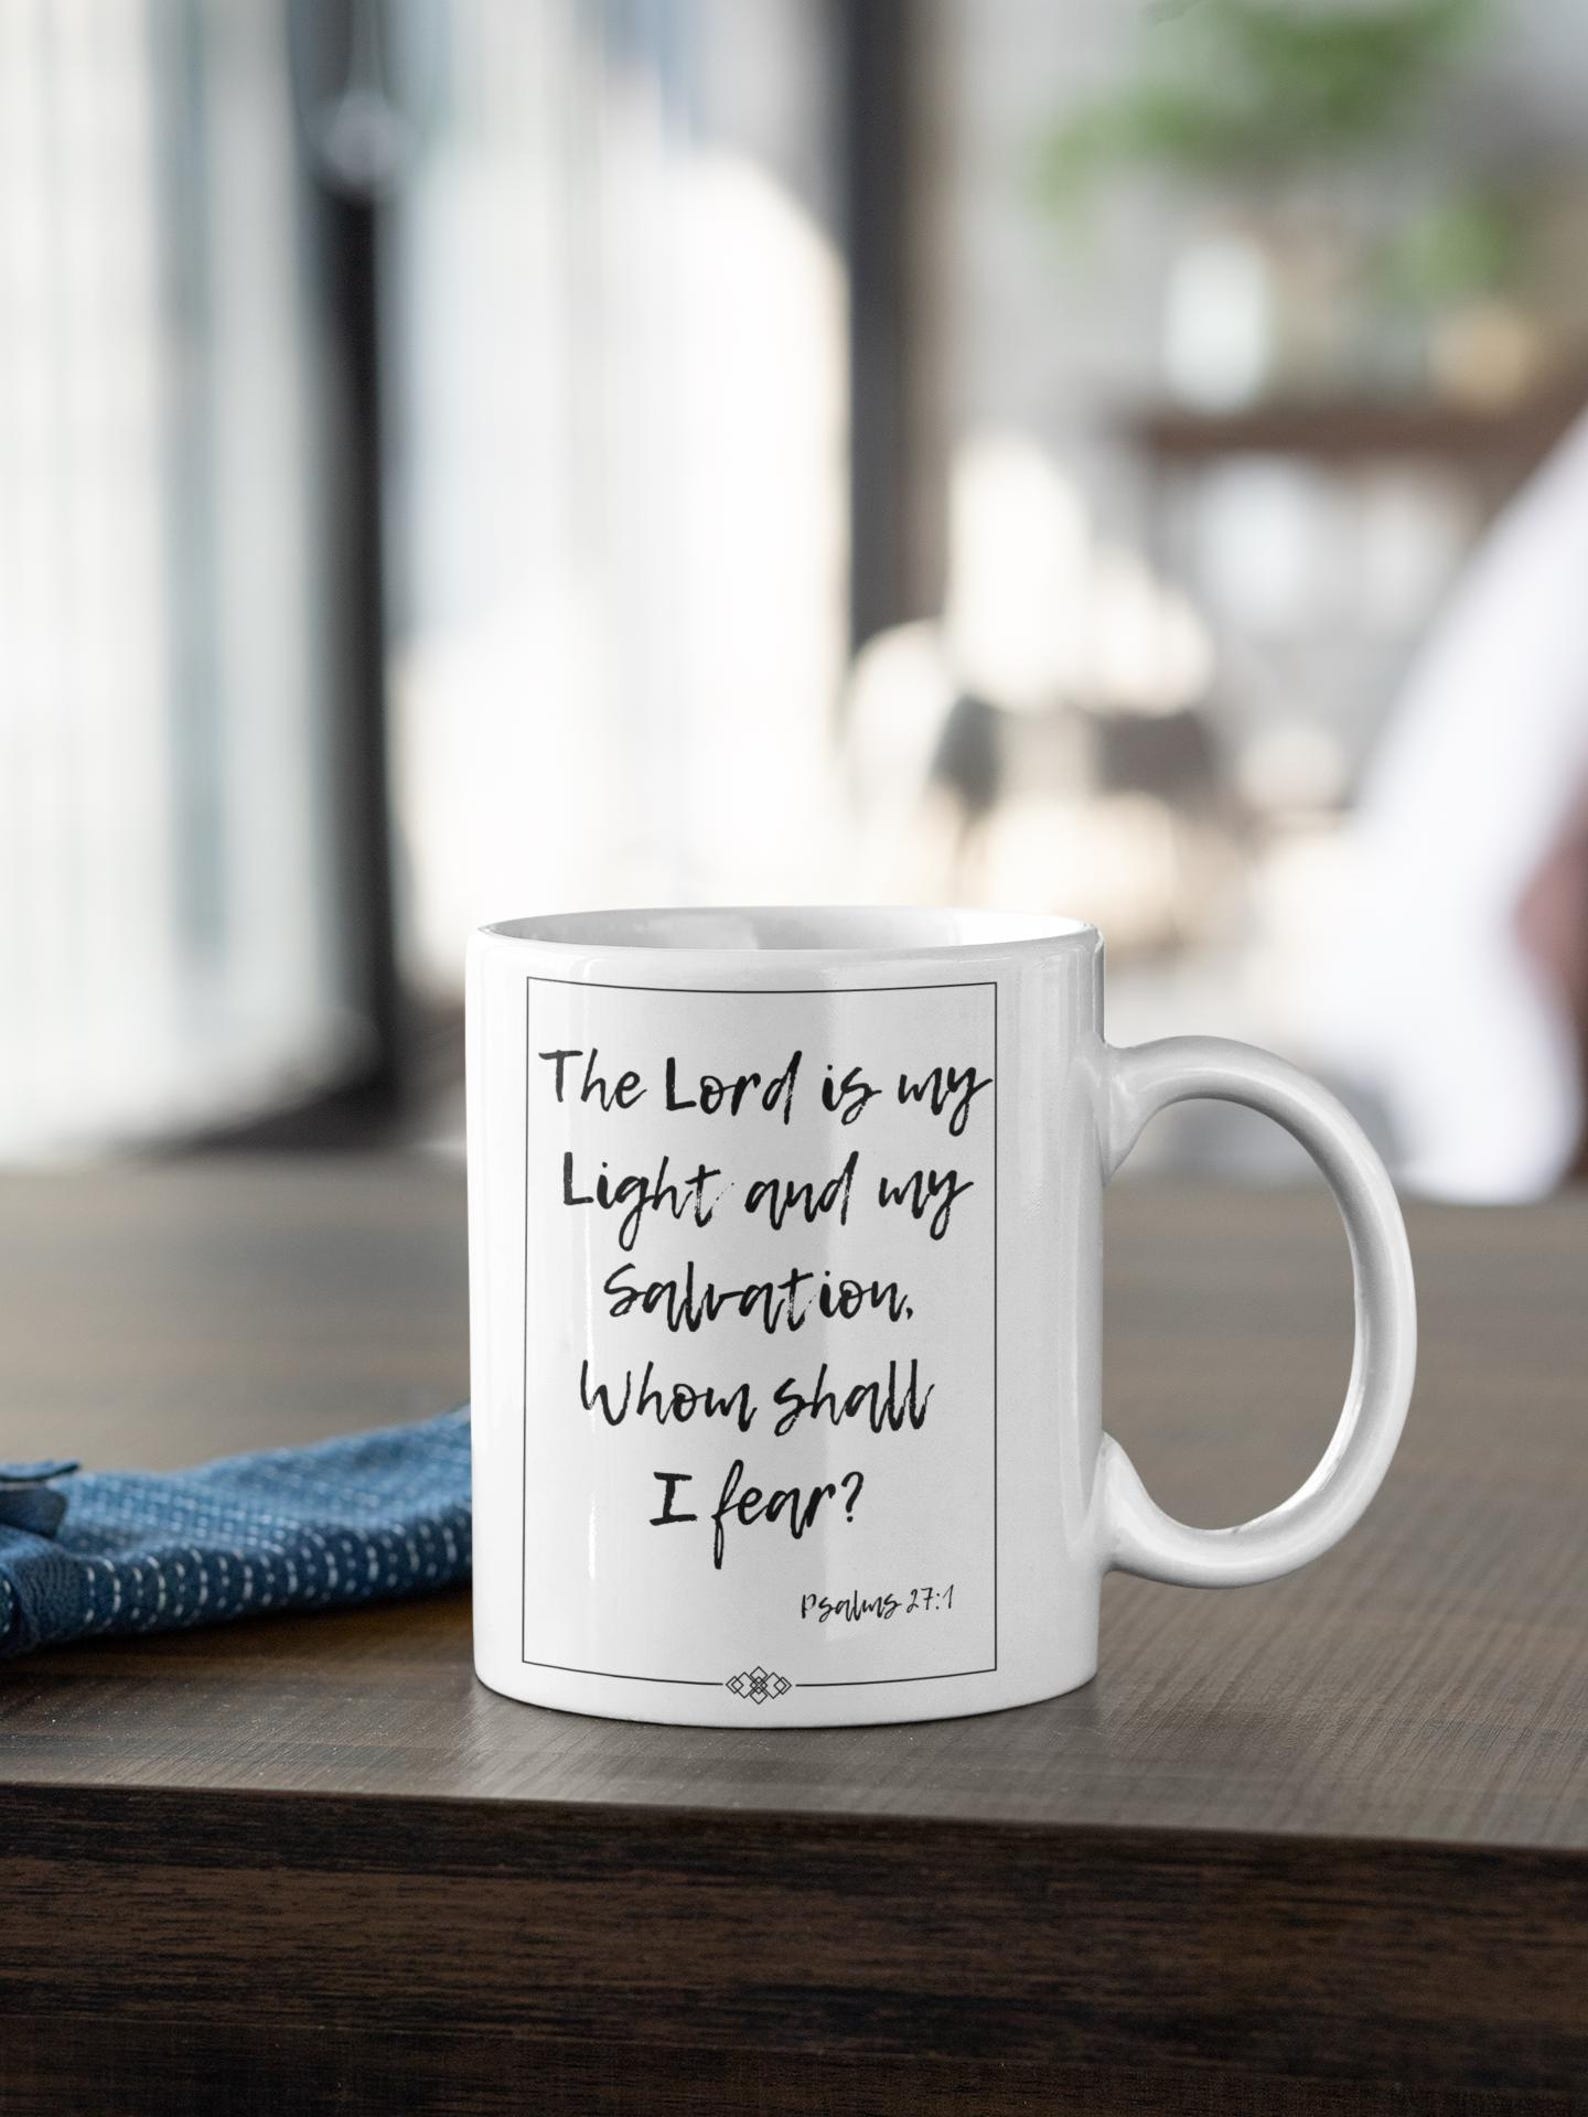 The Lord is my
Light and my
Salvation,
Whom shall
I fear?
Psalms 27:1